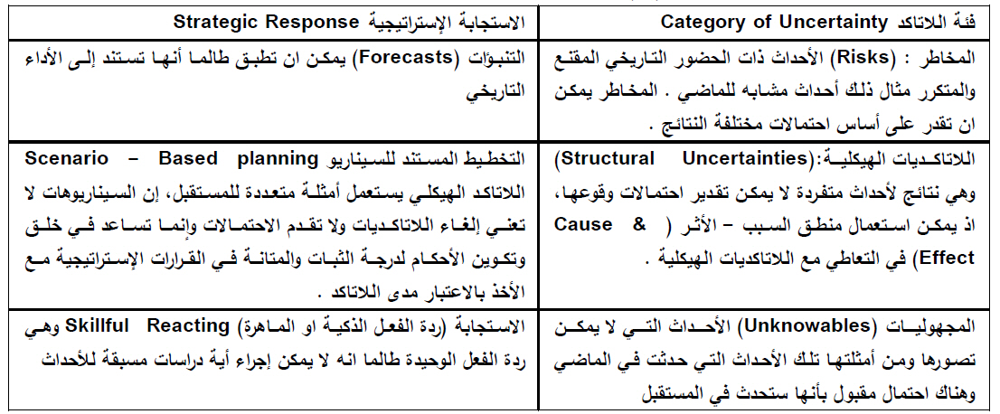 فئة اللاتاكد Category of Uncertainty
الاستجابة الإستراتيجية Strategic Response
المخاطر : (Risks) الأحداث ذات الحضور التاريخي المقنع
والمتكرر مثال ذلك أحداث مشابه للماضي . المخاطر يمكن
ان تقدر على أساس احتمالات مختلفة النتائج .
التنبؤات (Forecasts) يمكن ان تطبق طالما أنها تستند إلى الأداء
التاريخي
اللاتاكديات الهيكلية:(Structural Uncertainties)
وهي نتائج لأحداث متفردة لا يمكن تقدير احتمالات وقوعها،
اذ يمكن استعمال منطق السبب – الأثر ( Cause &
Effect) في التعاطي مع اللاتاكديات الهيكلية .
التخطيط المستند للسيناريو Scenario – Based planning
اللاتاكد الهيكلي يستعمل أمثلة متعددة للمستقبل، إن السيناريوهات لا
تعني إلغاء اللاتاكديات ولا تقدم الاحتمالات وإنما تساعد في خلق
وتكوين الأحكام لدرجة الثبات والمتانة في القرارات الإستراتيجية مع
الأخذ بالاعتبار مدى اللاتاكد .
المجهوليات (Unknowables) الأحداث التي لا يمكن
تصورها ومن أمثلتها تلك الأحداث التي حدثت في الماضي
وهناك احتمال مقبول بأنها ستحدث في المستقبل
الاستجابة (ردة الفعل الذكية او الماهرة) Skillful Reacting وهي
ردة الفعل الوحيدة طالما انه لا يمكن إجراء أية دراسات مسبقة للأحداث